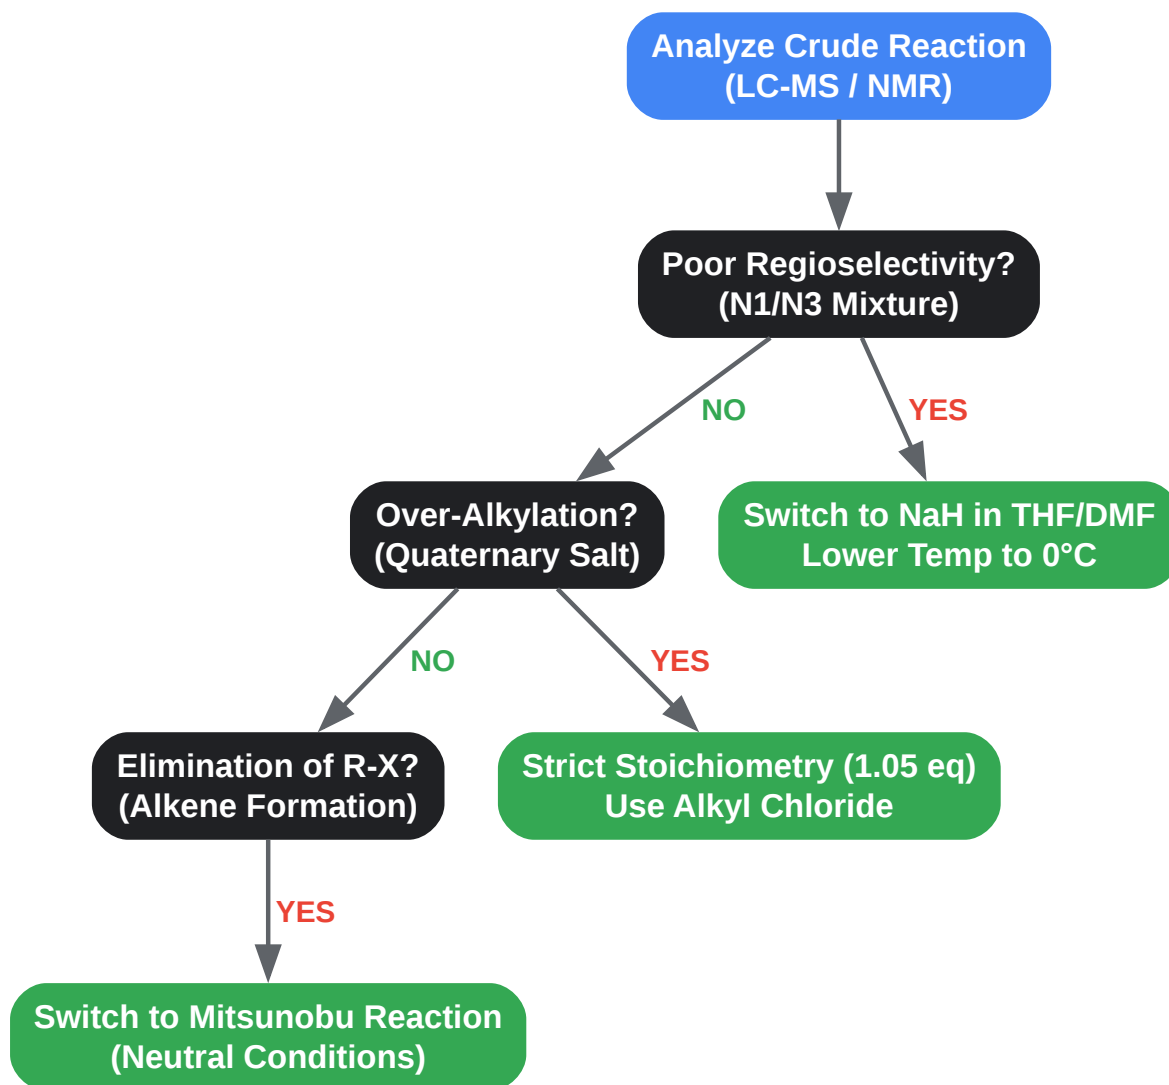 Analyze Crude Reaction
(LC-MS / NMR)
Poor Regioselectivity?
(N1/N3 Mixture)
NO
YES
Over-Alkylation?
(Quaternary Salt)
Switch to NaH in THF/DMF
Lower Temp to 0°C
NO
YES
Elimination of R-X?
(Alkene Formation)
Strict Stoichiometry (1.05 eq)
Use Alkyl Chloride
YES
Switch to Mitsunobu Reaction
(Neutral Conditions)